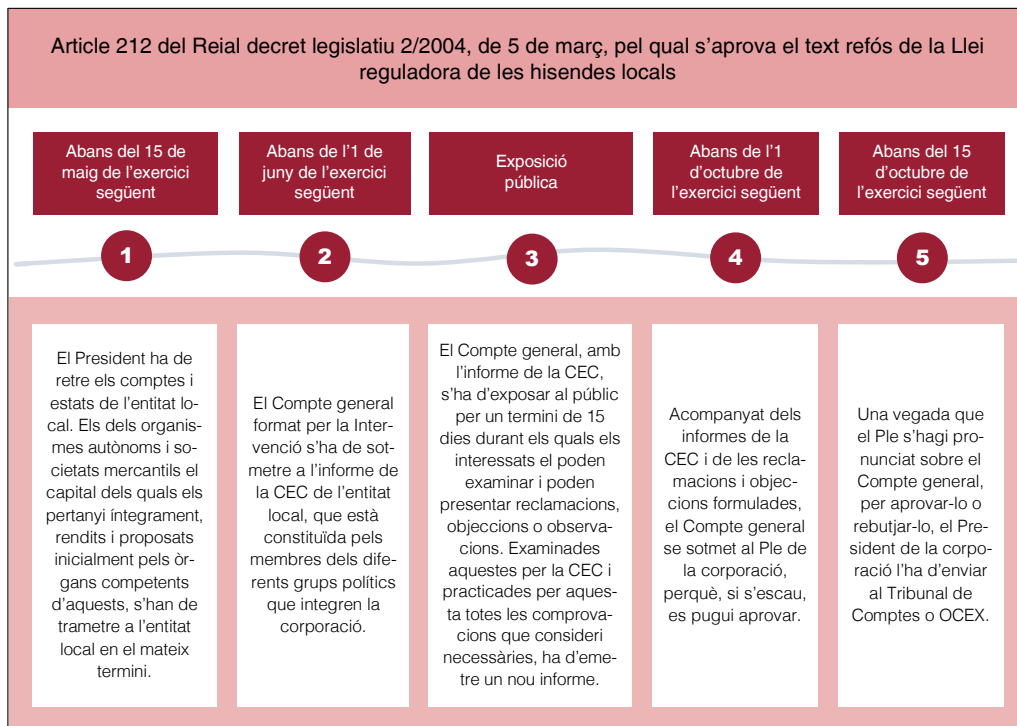 Article 212 del Reial decret legislatiu 2/2004, de 5 de març, pel qual s’aprova el text refós de la Llei
reguladora de les hisendes locals
Abans del 15 de
maig de l’exercici
següent
Abans de l’1 de
juny de l’exercici
següent
Exposició
pública
Abans de l’1
d’octubre de
l’exercici següent
Abans del 15
d’octubre de
l’exercici següent
1
2
3
4
5
El President ha de
retre els comptes i
estats de l’entitat lo-
cal. Els dels organis-
mes autònoms i so-
cietats mercantils el
capital dels quals els
pertanyi íntegrament,
rendits i proposats
inicialment pels òr-
gans competents
d’aquests, s’han de
trametre a l’entitat
local en el mateix
termini.
El Compte general
format per la Inter-
venció s’ha de sot-
metre a l’informe de
la CEC de l’entitat
local, que està
constituïda pels
membres dels dife-
rents grups polítics
que integren la
corporació.
El Compte general, amb
l’informe de la CEC,
s’ha d’exposar al públic
per un termini de 15
dies durant els quals els
interessats el poden
examinar i poden
presentar reclamacions,
objeccions o observa-
cions. Examinades
aquestes per la CEC i
practicades per aques-
ta totes les comprova-
cions que consideri
necessàries, ha d’eme-
tre un nou informe.
Acompanyat dels
informes de la
CEC i de les recla-
macions i objec-
cions formulades,
el Compte general
se sotmet al Ple de
la corporació,
perquè, si s’escau,
es pugui aprovar.
Una vegada que
el Ple s’hagi pro-
nunciat sobre el
Compte general,
per aprovar-lo o
rebutjar-lo, el Pre-
sident de la corpo-
ració l’ha d’enviar
al Tribunal de
Comptes o OCEX.